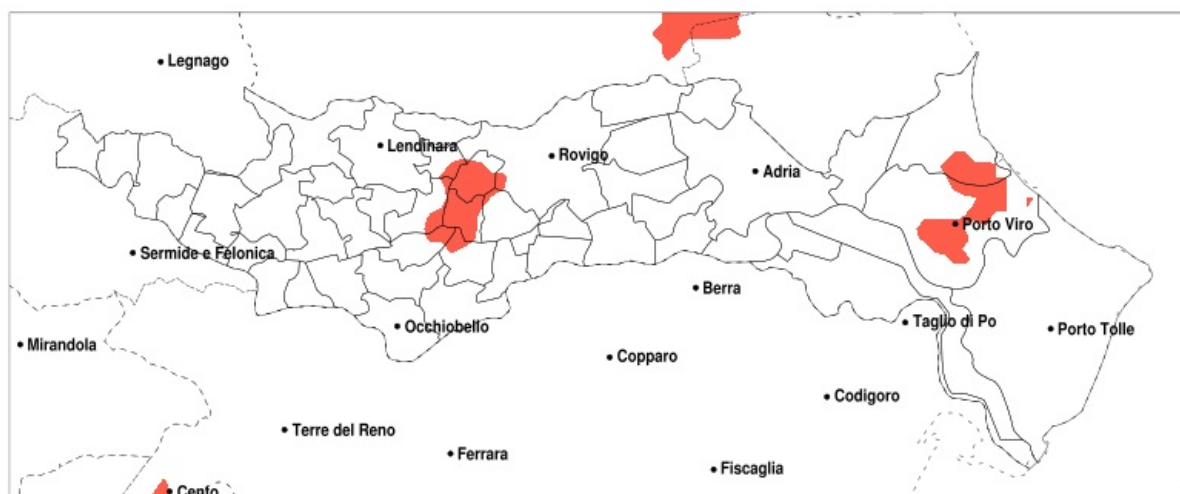 Legnago
Lendinara
Rovigo
Adria
Porto Viro
Sermide e Felonica
Berra
Occhiobello
Taglio di Po
Porto Tolle
Mirandola
Copparo
Codigoro
Terre del Reno
Ferrara
Fiscaglia
Cento